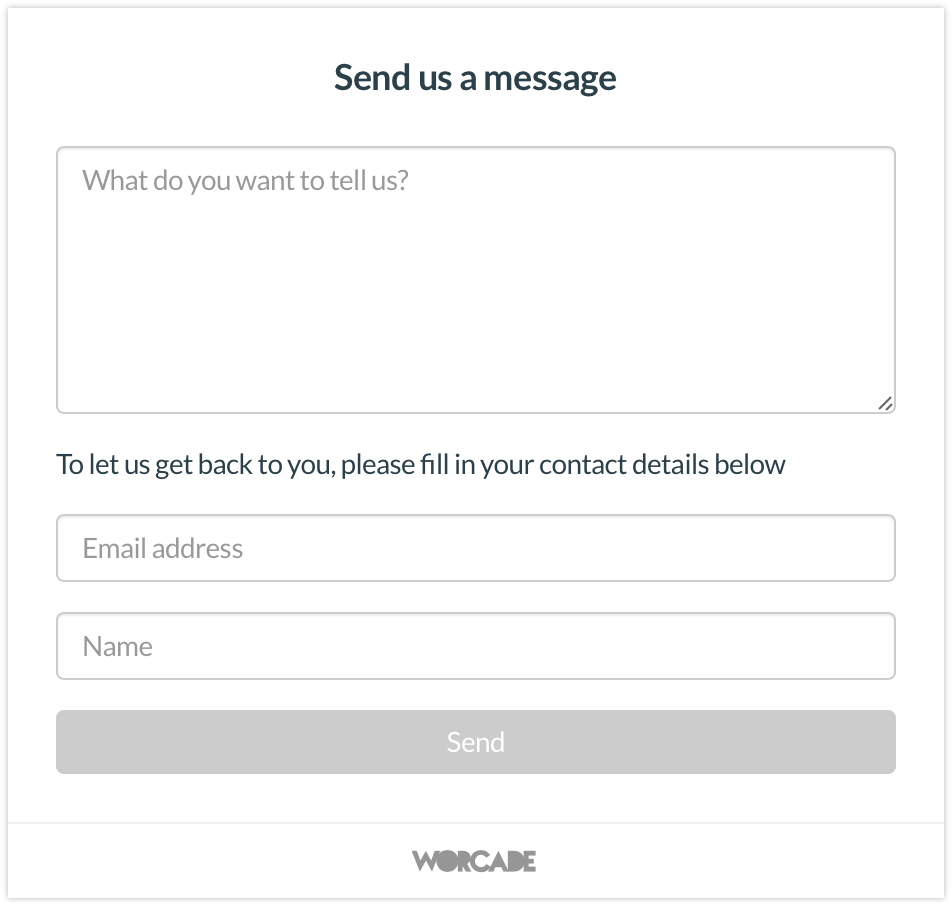 Send us a message
What do you want to tell us?
To let us get back to you, please fill in your contact details below
Email address
Name
Send
WORCADE